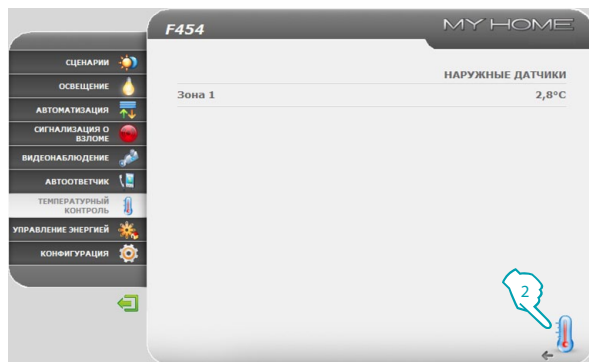 F454
MY HOME
СЦЕНАРИИ
ОСВЕЩЕНИЕ
АВТОМАТИЗАЦИЯ
СИГНАЛИЗАЦИЯ О
ВЗЛОМЕ
ВИДЕОНАБЛЮДЕНИЕ
АВТООТВЕТЧИК
ТЕМПЕРАТУРНЫЙ
КОНТРОЛЬ
УПРАВЛЕНИЕ ЭНЕРГИЕЙ
КОНФИГУРАЦИЯ
НАРУЖНЫЕ ДАТЧИКИ
Зона 1 2,8°C
2